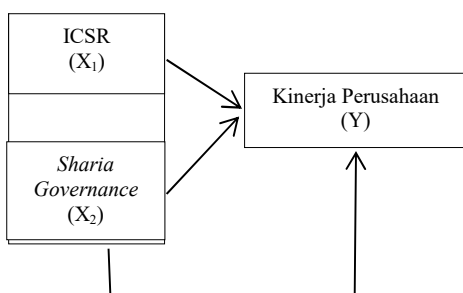 ICSR
(X₁)
Kinerja Perusahaan
(Y)
Sharia
Governance
(X₂)